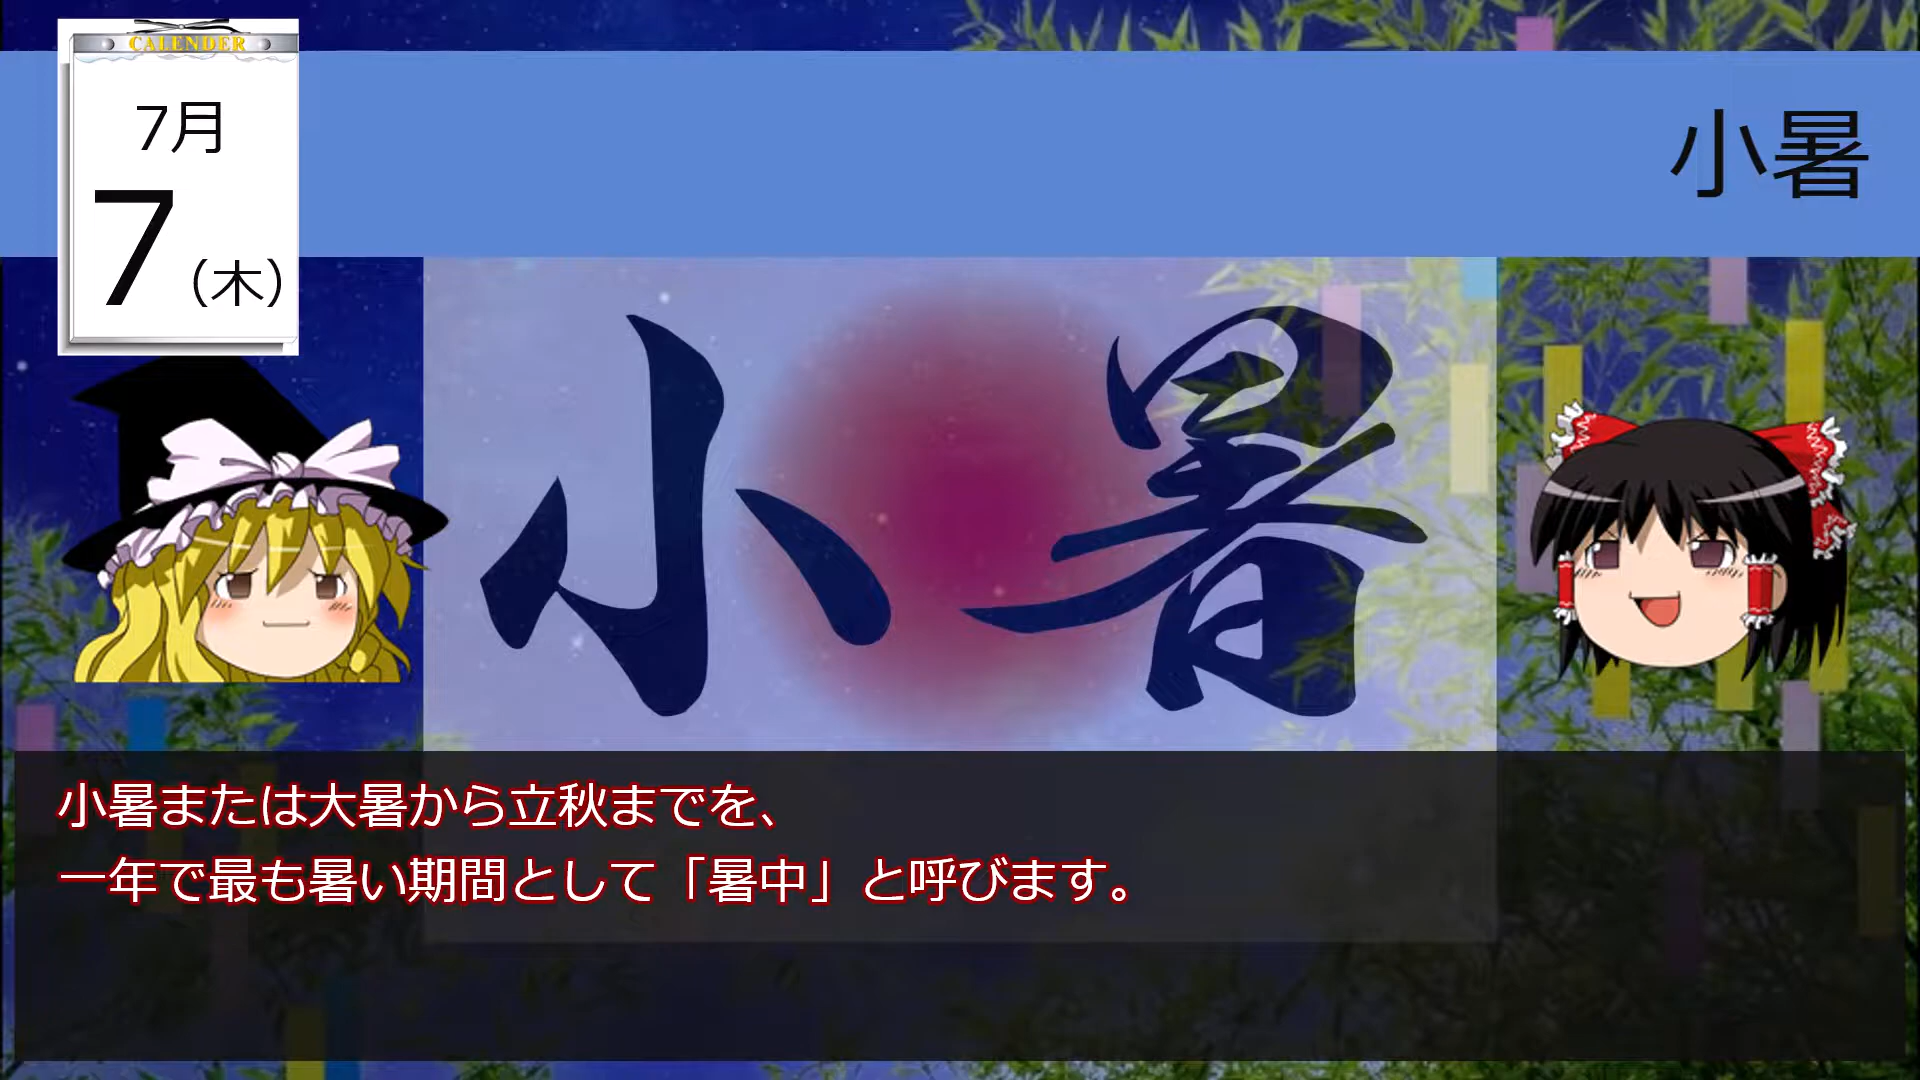 CALENDER
7月
7(木)
小暑
小暑
小暑または大暑から立秋までを、
一年で最も暑い期間として「暑中」と呼びます。